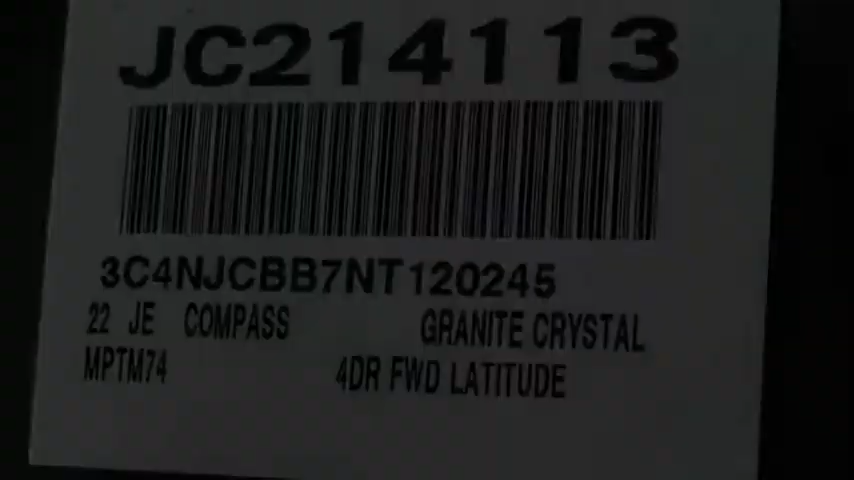 JC214113
3C4NJCBB7NT120245
22 JE COMPASS GRANITE CRYSTAL
MPTM74 4DR FWD LATITUDE